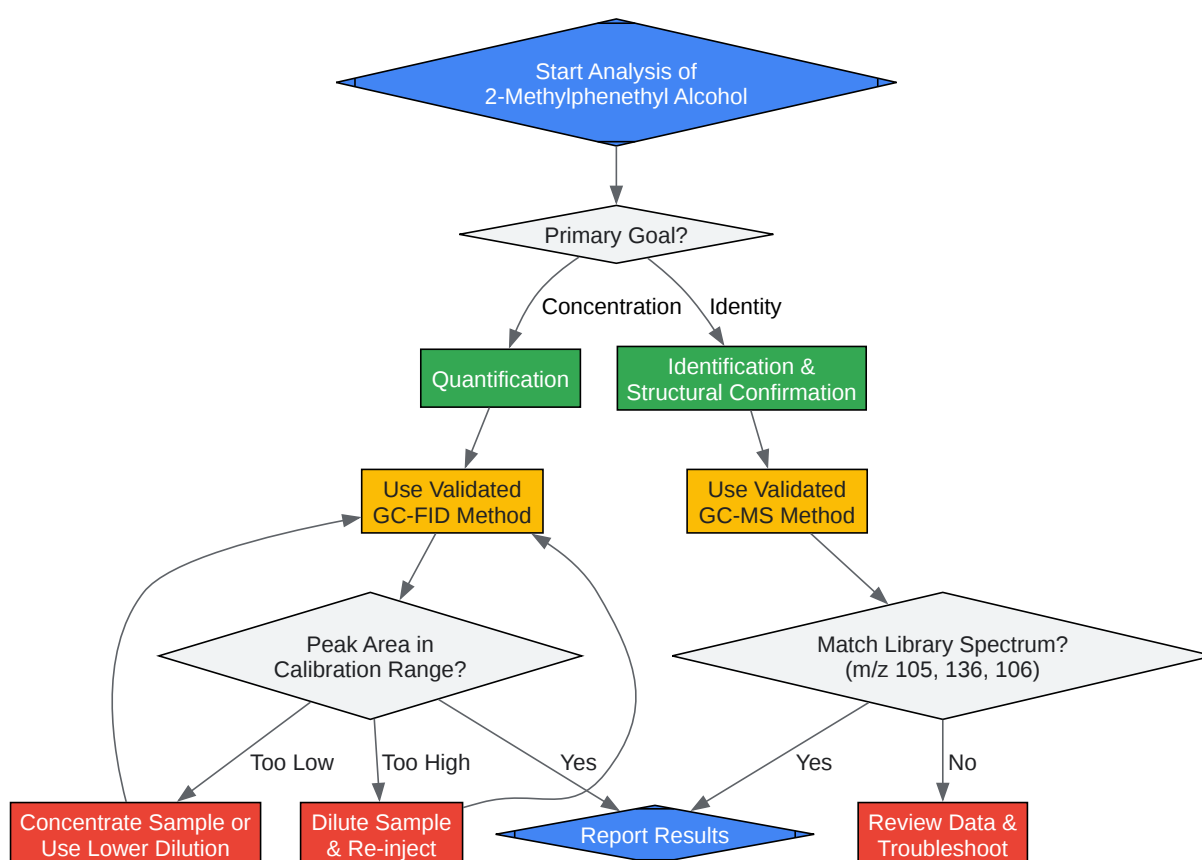 Start Analysis of
2-Methylphenethyl Alcohol
Primary Goal?
Concentration
Identity
Quantification
Identification &
Structural Confirmation
Use Validated
GC-FID Method
Use Validated
GC-MS Method
Peak Area in
Calibration Range?
Match Library Spectrum?
(m/z 105, 136, 106)
Too Low
Too High
Yes
Yes
No
Concentrate Sample or
Use Lower Dilution
Dilute Sample
& Re-inject
Report Results
Review Data &
Troubleshoot